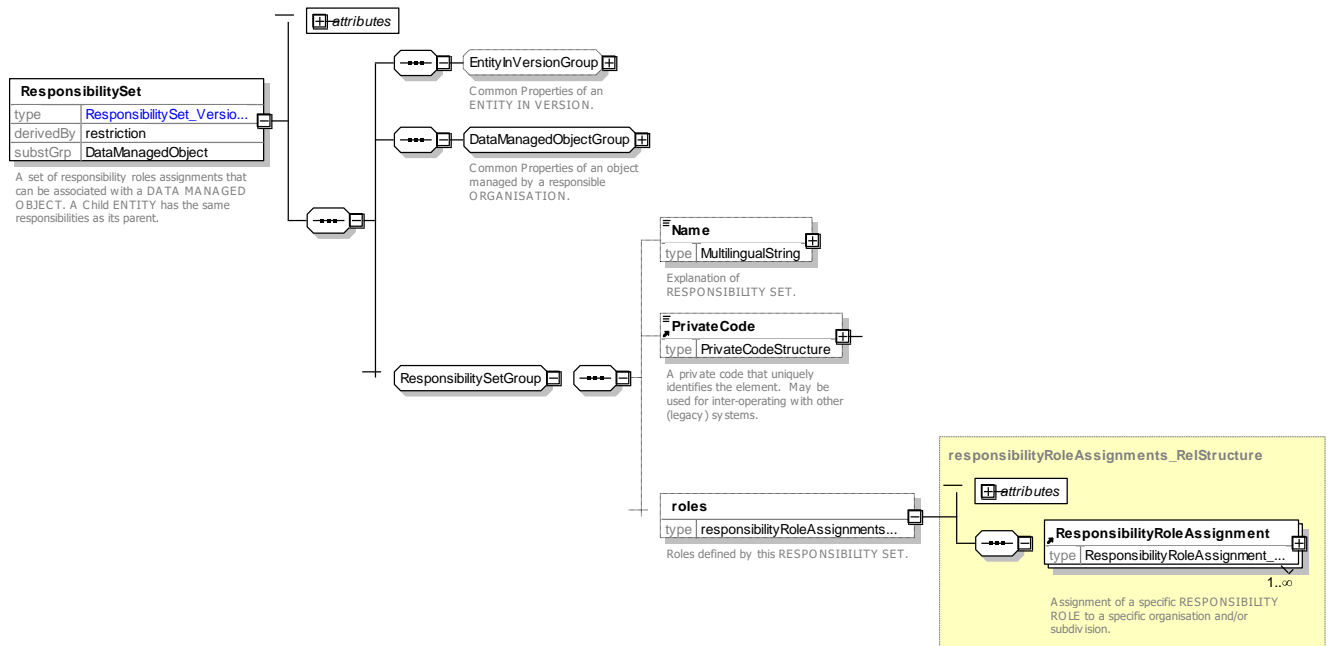 attributes
EntityInVersionGroup
Common Properties of an
ENTITY IN VERSION.
ResponsibilitySet
type ResponsibilitySet_Versio...
derivedBy restriction
substGrp DataManagedObject
A set of responsibility roles assignments that
can be associated with a DATA MANAGED
OBJECT. A Child ENTITY has the same
responsibilities as its parent.
DataManagedObjectGroup
Common Properties of an object
managed by a responsible
ORGANISATION.
Name
type MultilingualString
Explanation of
RESPONSIBILITY SET.
PrivateCode
type PrivateCodeStructure
A private code that uniquely
identifies the element. May be
used for inter-operating with other
(legacy) systems.
ResponsibilitySetGroup
responsibilityRoleAssignments_RelStructure
attributes
roles
type responsibilityRoleAssignments...
Roles defined by this RESPONSIBILITY SET.
ResponsibilityRoleAssignment
type ResponsibilityRoleAssignment_...
1..∞
Assignment of a specific RESPONSIBILITY
ROLE to a specific organisation and/or
subdivision.